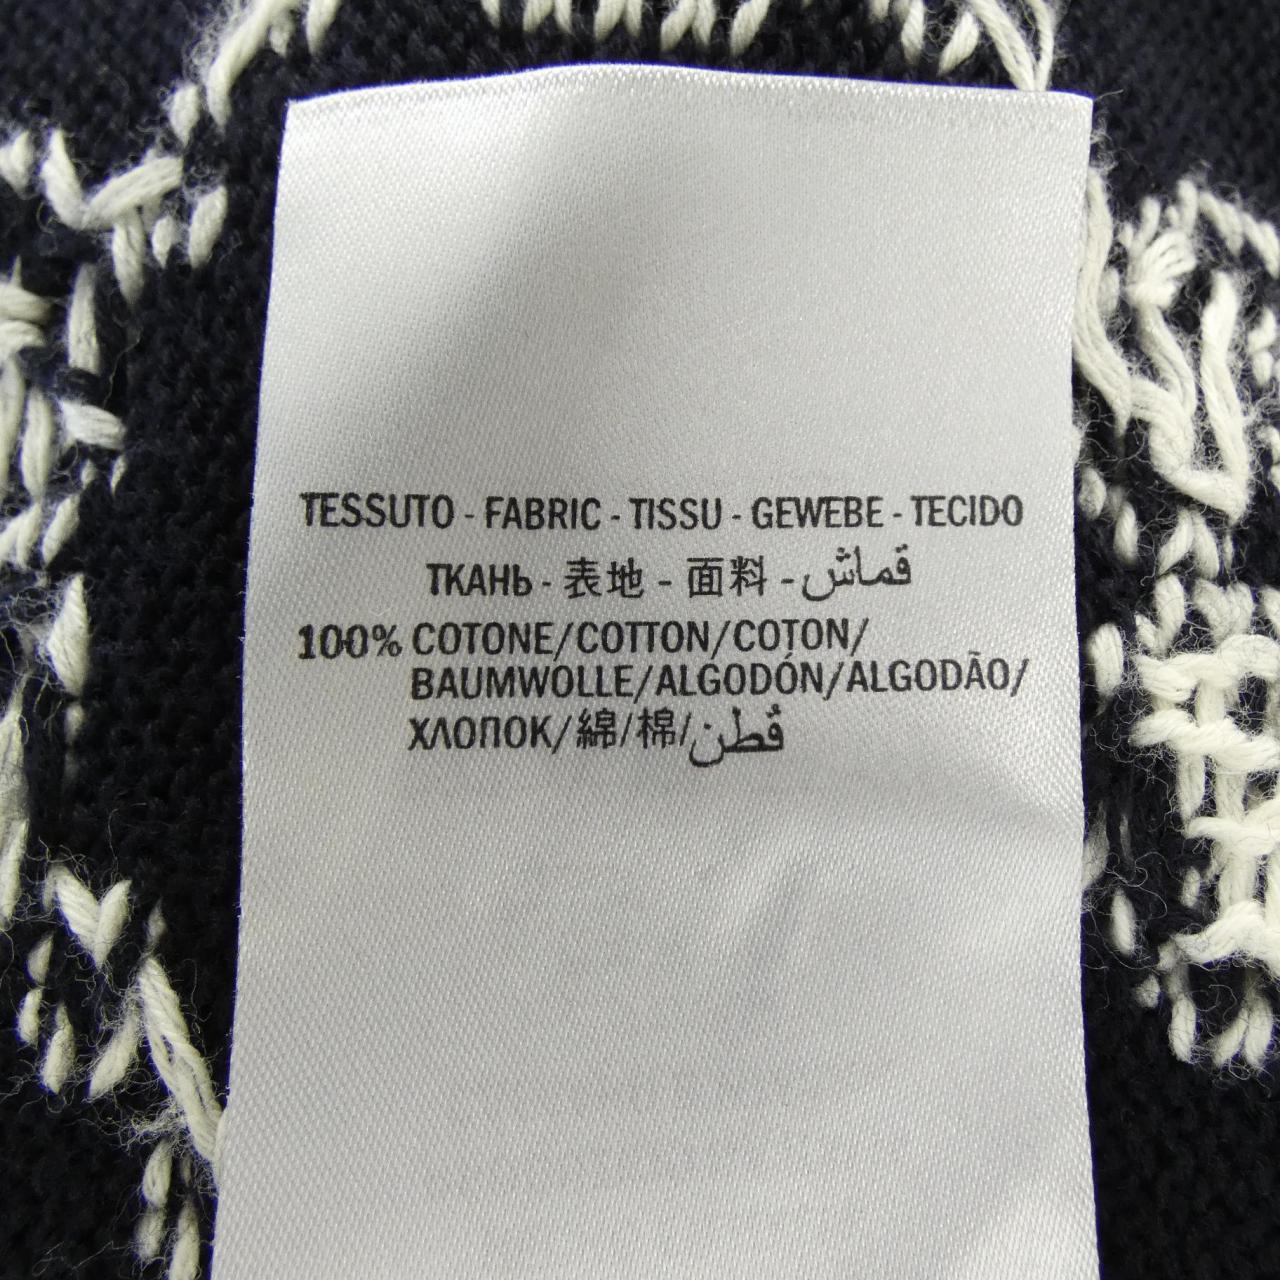 TESSUTO - FABRIC - TISSU - GEWEBE - TECIDO
ТКАНЬ - 表地 - 面料 - قماش
100% COTONE/COTTON/COTON/
BAUMWOLLE/ALGODÓN/ALGODÃO/
ХЛОПОК/綿/棉/قُطن